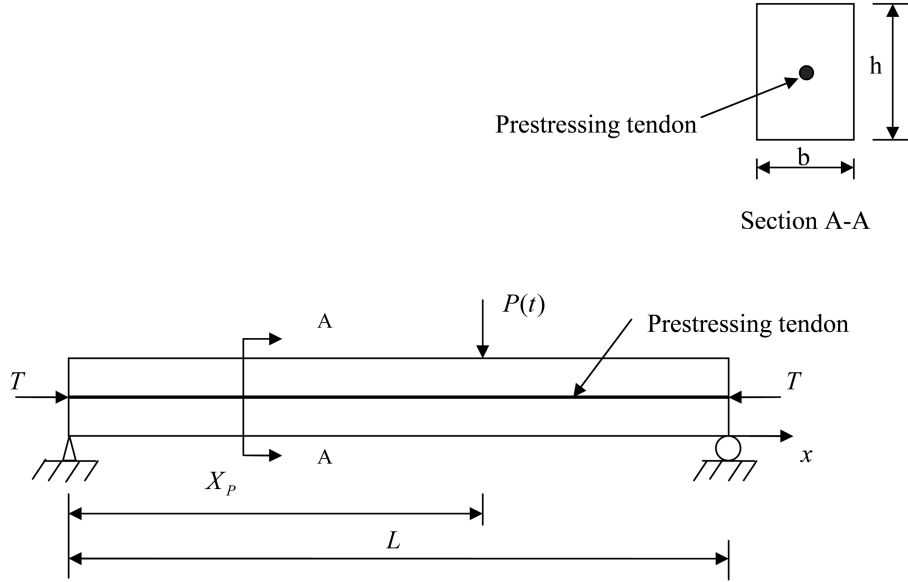 h
Prestressing tendon
b
Section A-A
P(t)
A
Prestressing tendon
T
T
A
x
X_P
L